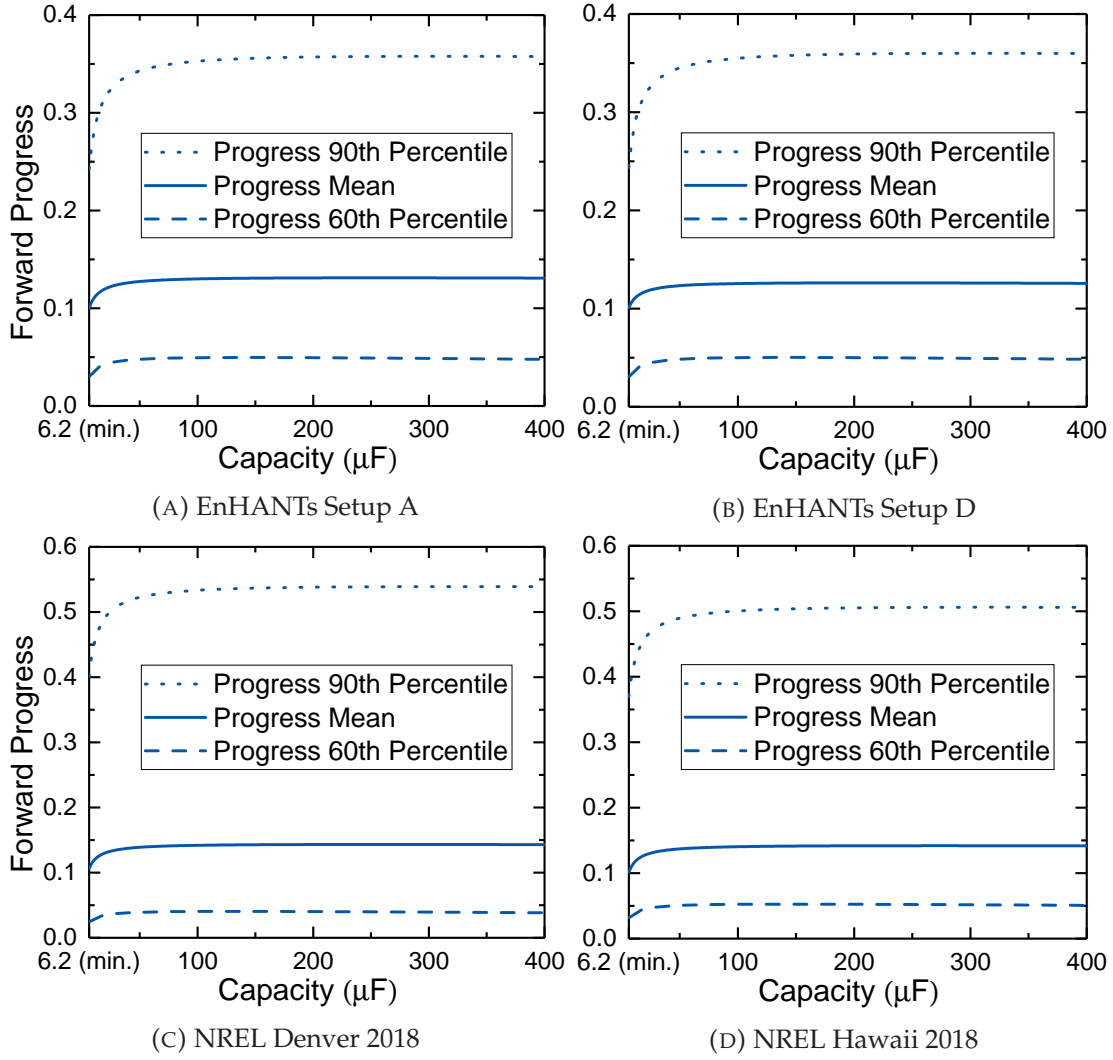 0.4
0.3
0.2
0.1
0.0
Forward Progress
Progress 90th Percentile
Progress Mean
Progress 60th Percentile
6.2 (min.) 100 200 300 400
Capacity (μF)
(A) EnHANTs Setup A
0.4
0.3
0.2
0.1
0.0
Progress 90th Percentile
Progress Mean
Progress 60th Percentile
6.2 (min.) 100 200 300 400
Capacity (μF)
(B) EnHANTs Setup D
0.6
0.5
0.4
0.3
0.2
0.1
0.0
Forward Progress
Progress 90th Percentile
Progress Mean
Progress 60th Percentile
6.2 (min.) 100 200 300 400
Capacity (μF)
(C) NREL Denver 2018
0.6
0.5
0.4
0.3
0.2
0.1
0.0
Progress 90th Percentile
Progress Mean
Progress 60th Percentile
6.2 (min.) 100 200 300 400
Capacity (μF)
(D) NREL Hawaii 2018